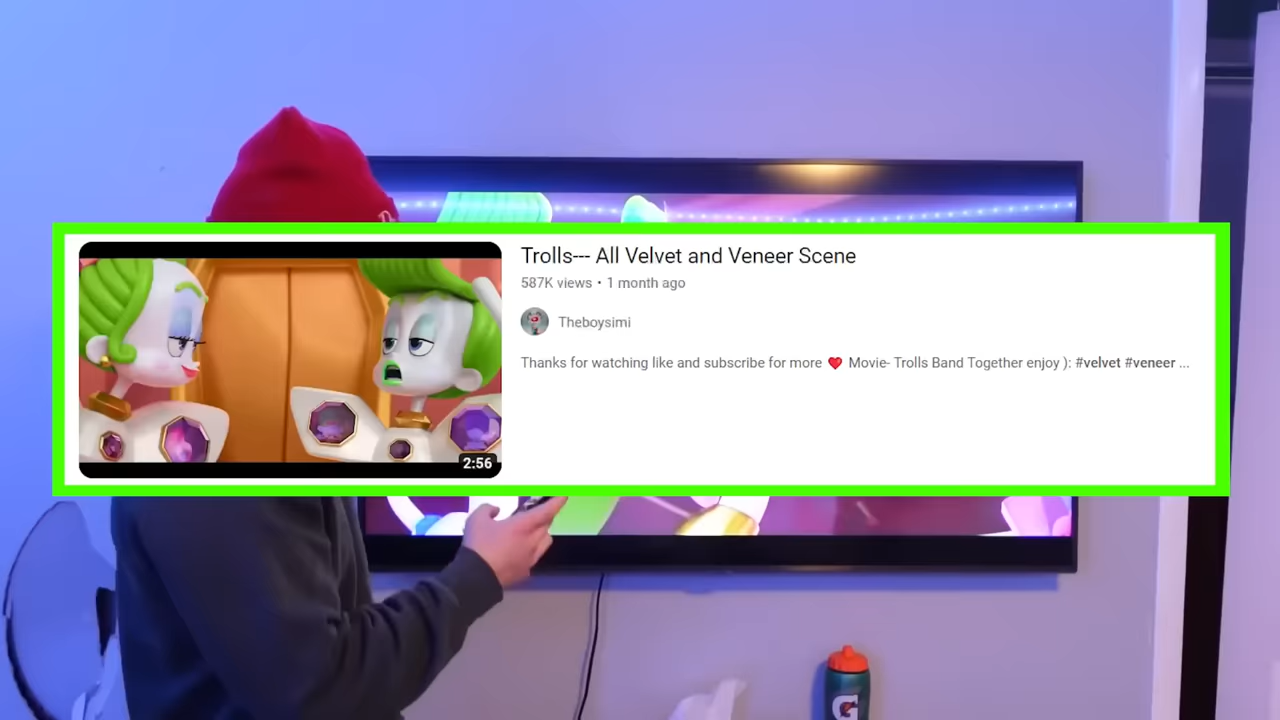 Trolls--- All Velvet and Veneer Scene
587K views • 1 month ago
Theboysimi
Thanks for watching like and subscribe for more ❤️ Movie- Trolls Band Together enjoy ): #velvet #veneer ...
2:56
G